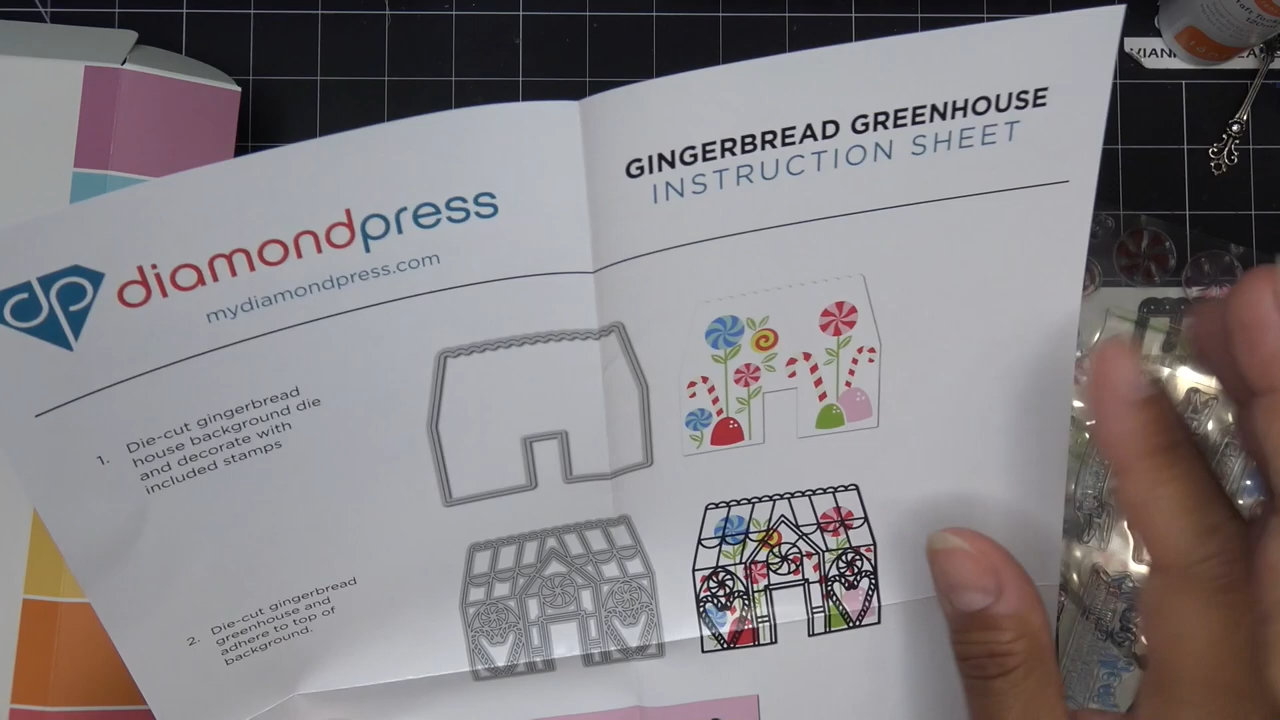 GINGERBREAD GREENHOUSE
INSTRUCTION SHEET
dp diamondpress
mydiamondpress.com
1. Die-cut gingerbread
house background die
and decorate with
included stamps
2. Die-cut gingerbread
greenhouse and
adhere to top of
background.